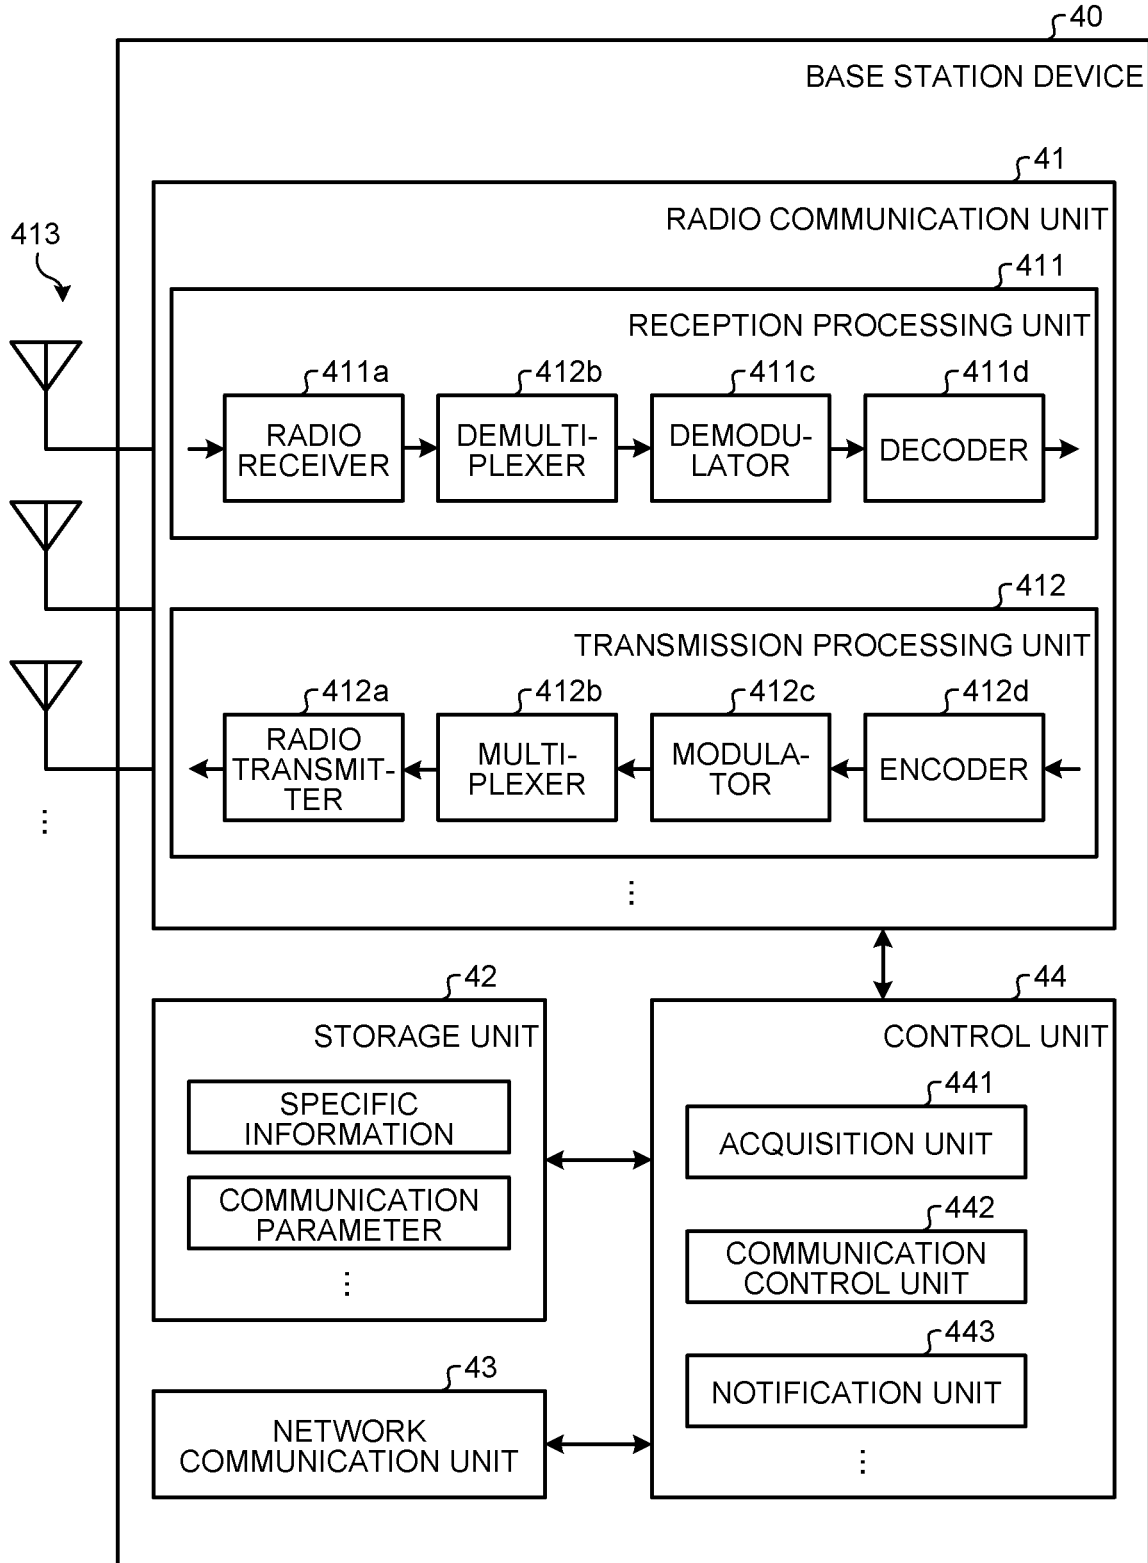 40
BASE STATION DEVICE
41
RADIO COMMUNICATION UNIT
413
411
RECEPTION PROCESSING UNIT
411a
412b
411c
411d
RADIO
RECEIVER
DEMULTI-
PLEXER
DEMODU-
LATOR
DECODER
412
TRANSMISSION PROCESSING UNIT
412a
412b
412c
412d
RADIO
TRANSMIT-
TER
MULTI-
PLEXER
MODULA-
TOR
ENCODER
...
...
42
STORAGE UNIT
SPECIFIC
INFORMATION
COMMUNICATION
PARAMETER
...
44
CONTROL UNIT
441
ACQUISITION UNIT
442
COMMUNICATION
CONTROL UNIT
443
NOTIFICATION UNIT
...
43
NETWORK
COMMUNICATION UNIT